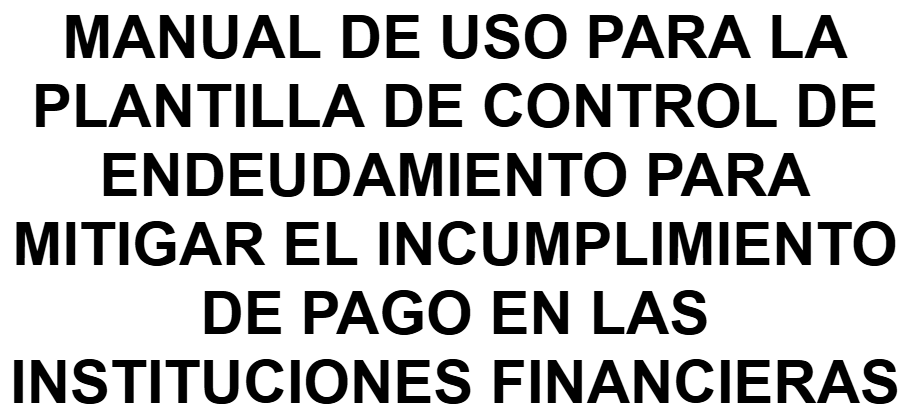 MANUAL DE USO PARA LA
PLANTILLA DE CONTROL DE
ENDEUDAMIENTO PARA
MITIGAR EL INCUMPLIMIENTO
DE PAGO EN LAS
INSTITUCIONES FINANCIERAS